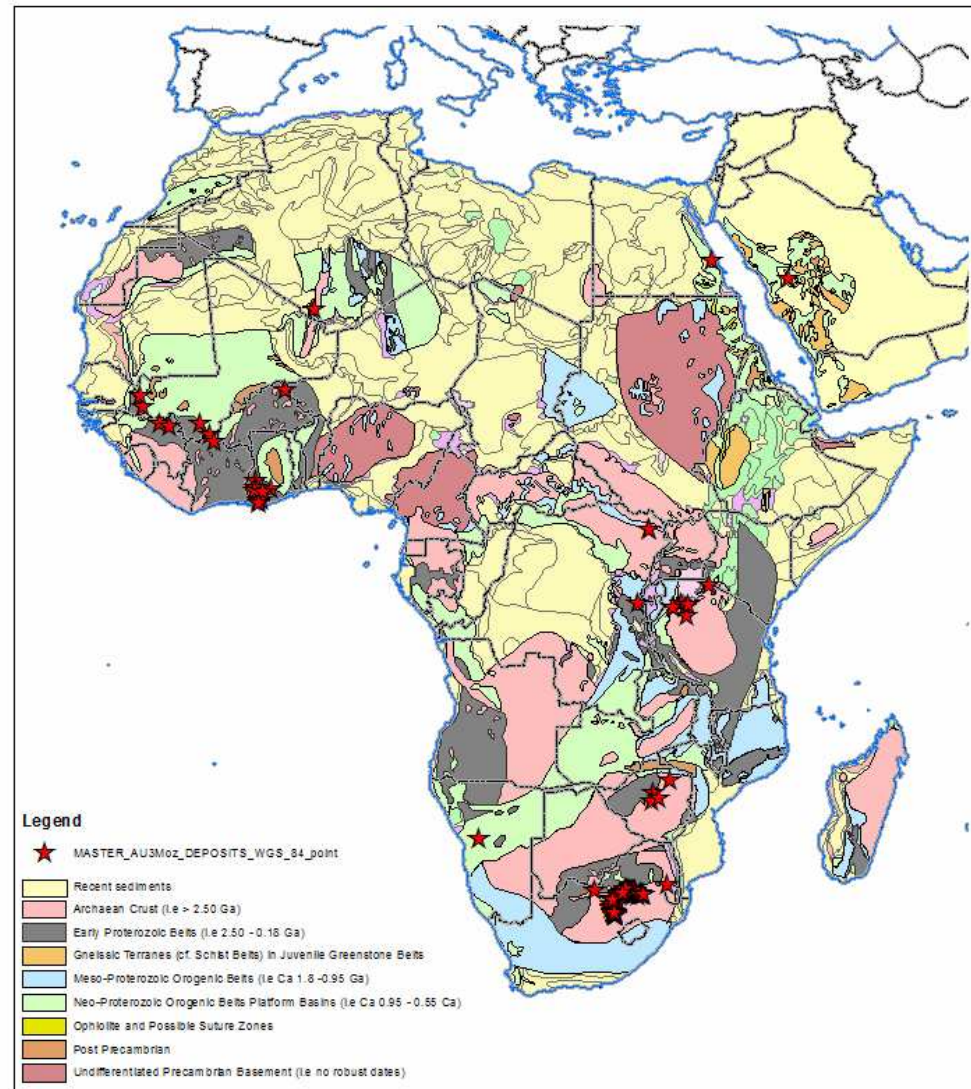 Legend
MASTER_AU3Moz_DEPOSITS_WGS_84_point
Recent sediments
Archaean Crust (i.e > 2.50 Ga)
Early Proterozoic Belts (i.e 2.50 - 0.18 Ga)
Gneissic Terranes (cf. Schist Belts) in Juvenile Greenstone Belts
Meso-Proterozoic Orogenic Belts (i.e Ca 1.8 -0.95 Ga)
Neo-Proterozoic Orogenic Belts Platform Basins (i.e Ca 0.95 - 0.55 Ca)
Ophiolite and Possible Suture Zones
Post Precambrian
Undifferentiated Precambrian Basement (i.e no robust dates)